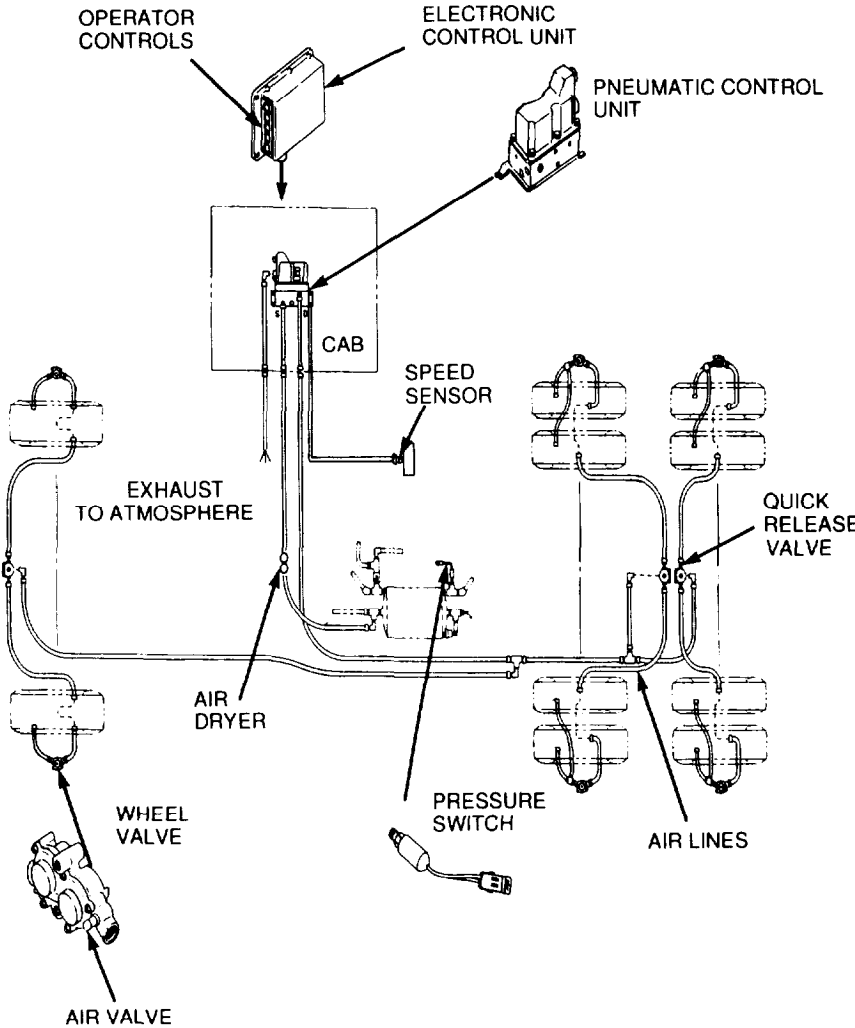 OPERATOR
CONTROLS
ELECTRONIC
CONTROL UNIT
PNEUMATIC CONTROL
UNIT
CAB
SPEED
SENSOR
EXHAUST
TO ATMOSPHERE
QUICK
RELEASE
VALVE
AIR
DRYER
WHEEL
VALVE
PRESSURE
SWITCH
AIR LINES
AIR VALVE